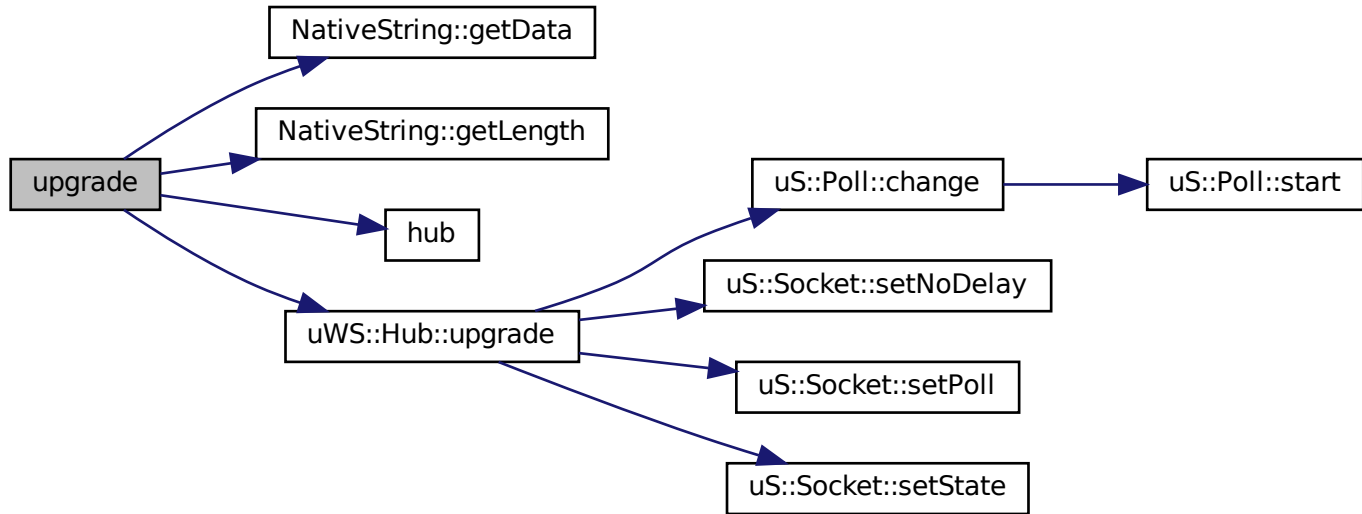 NativeString::getData
NativeString::getLength
upgrade
uS::Poll::change
uS::Poll::start
hub
uS::Socket::setNoDelay
uWS::Hub::upgrade
uS::Socket::setPoll
uS::Socket::setState